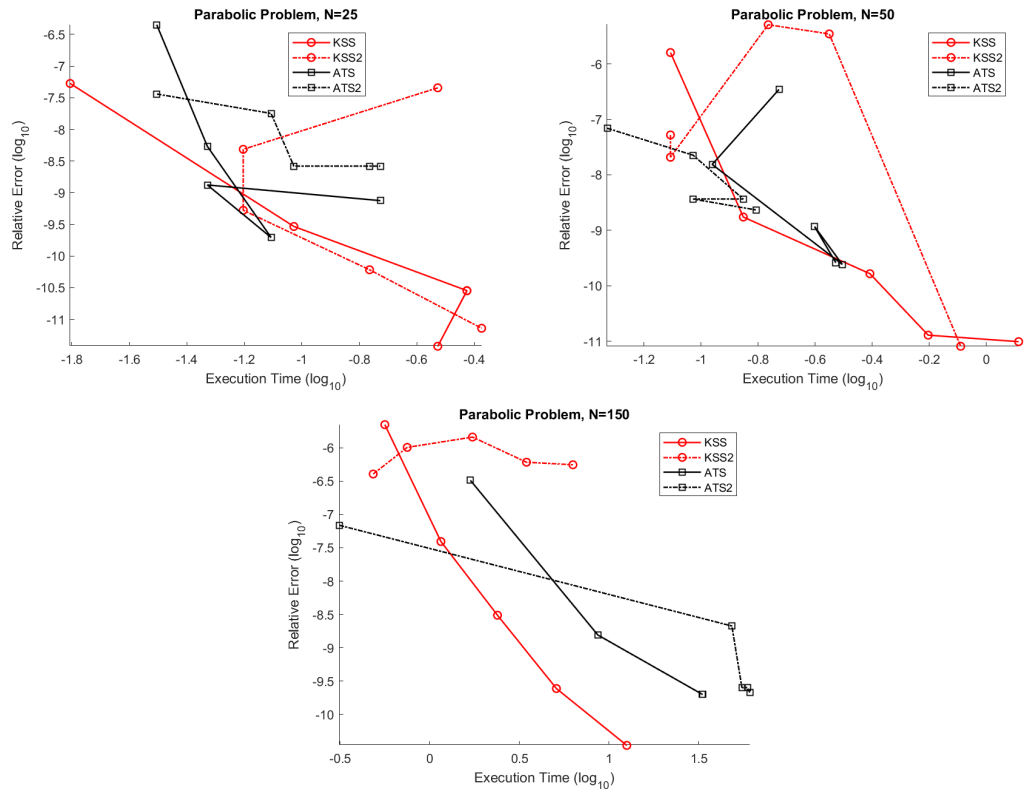 Parabolic Problem, N=25
KSS
KSS2
ATS
ATS2
-6.5
-7
-7.5
-8
-8.5
-9
-9.5
-10
-10.5
-11
Relative Error (log10)
-1.8
-1.6
-1.4
-1.2
-1
-0.8
-0.6
-0.4
Execution Time (log10)
Parabolic Problem, N=50
KSS
KSS2
ATS
ATS2
-6
-7
-8
-9
-10
-11
Relative Error (log10)
-1.2
-1
-0.8
-0.6
-0.4
-0.2
0
Execution Time (log10)
Parabolic Problem, N=150
KSS
KSS2
ATS
ATS2
-6
-6.5
-7
-7.5
-8
-8.5
-9
-9.5
-10
Relative Error (log10)
-0.5
0
0.5
1
1.5
Execution Time (log10)